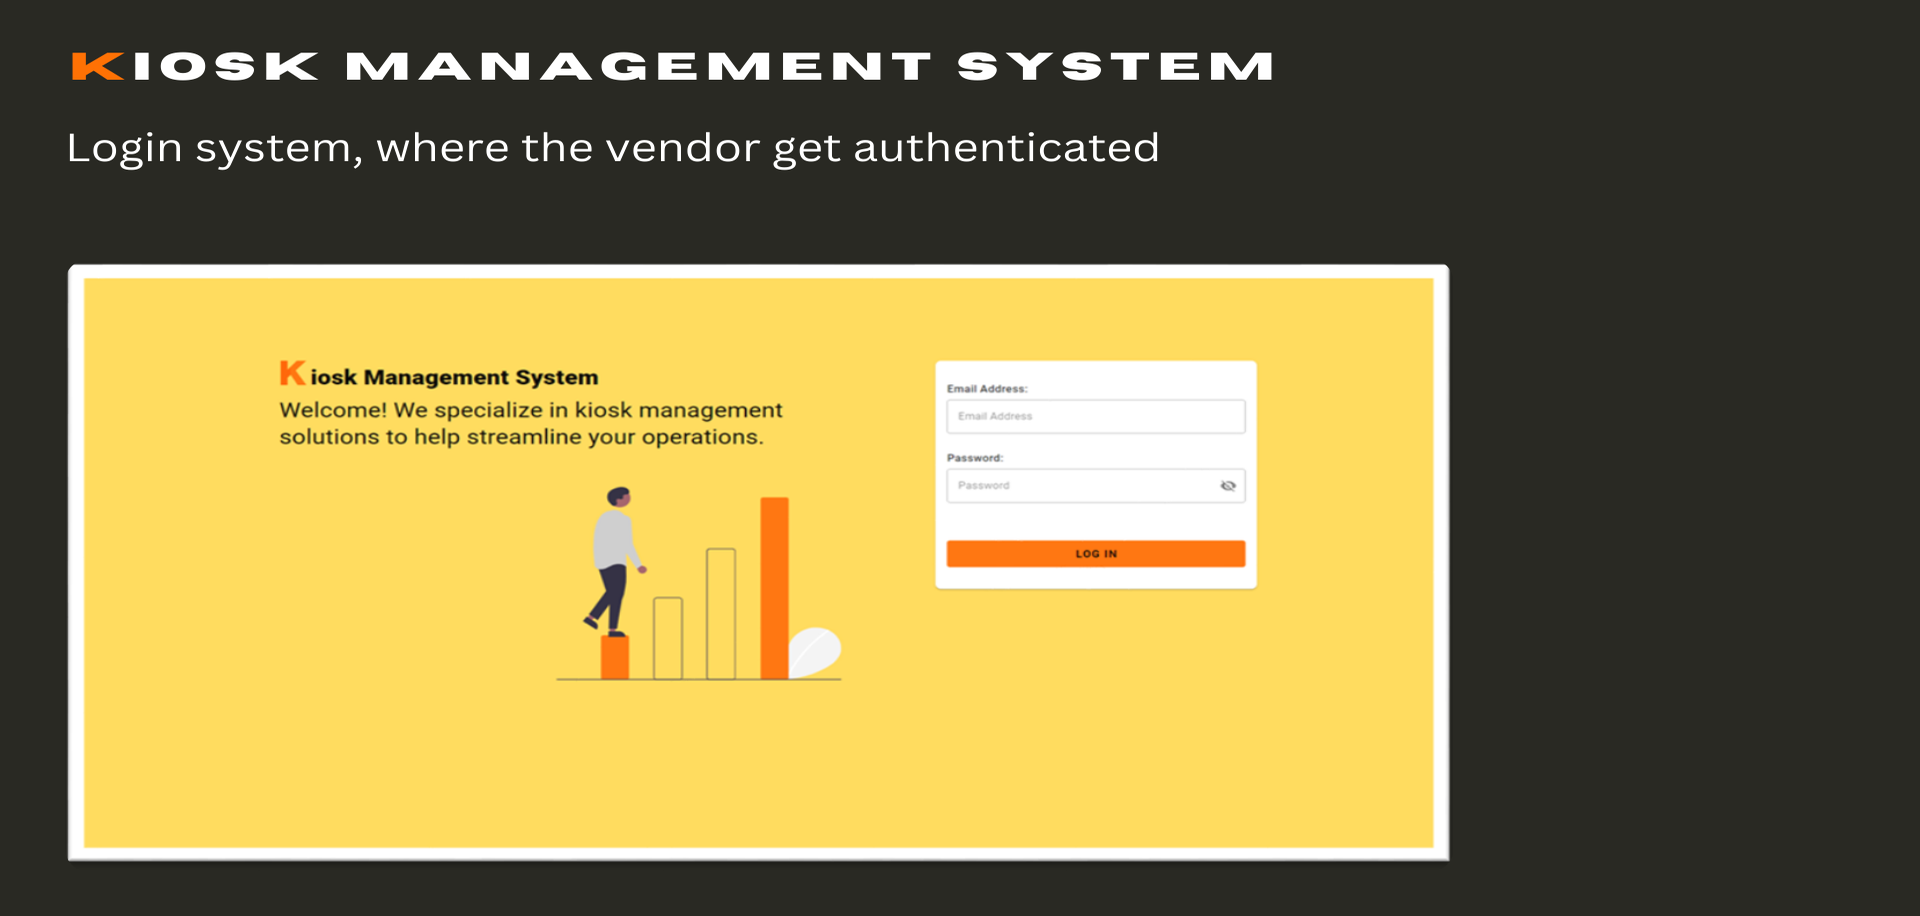 KIOSK MANAGEMENT SYSTEM
Login system, where the vendor get authenticated
Kiosk Management System
Welcome! We specialize in kiosk management
solutions to help streamline your operations.
Email Address:
Email Address
Password:
Password
LOG IN